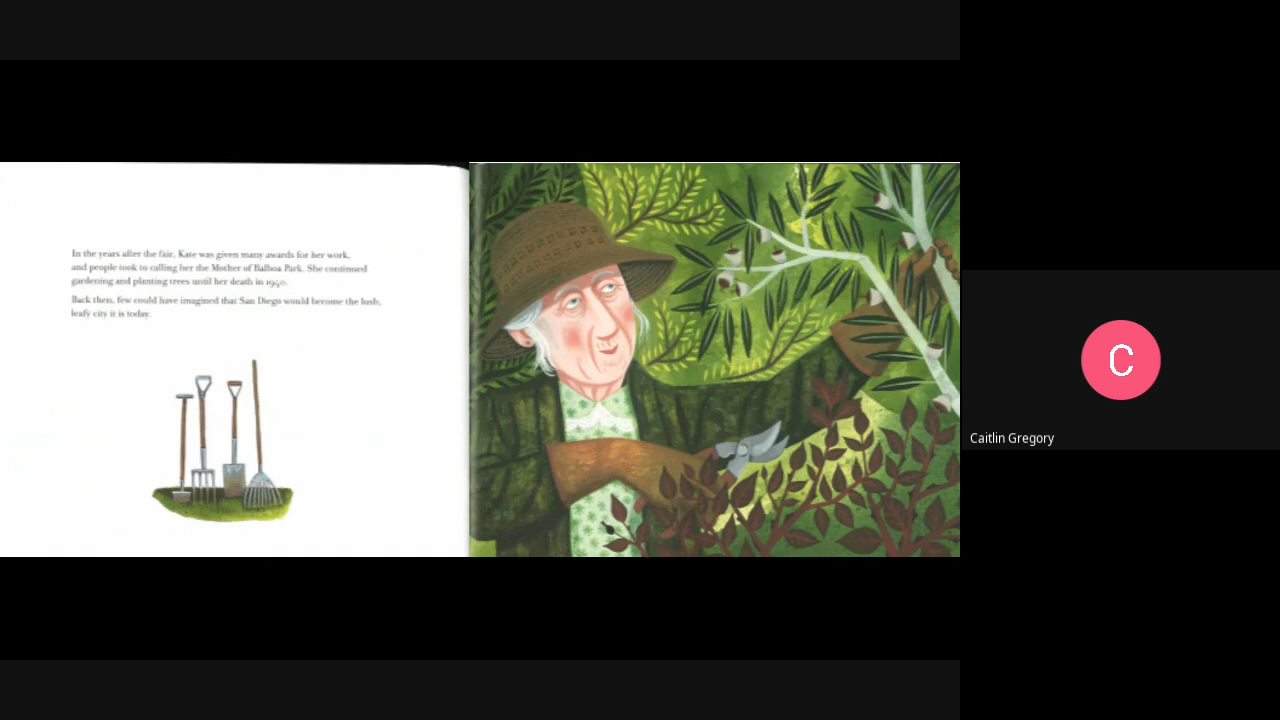 In the years after the fair, Kate was given many awards for her work,
and people took to calling her the Mother of Balboa Park. She continued
gardening and planting trees until her death in 1940.
Back then, few could have imagined that San Diego would become the lush,
leafy city it is today.
C
Caitlin Gregory